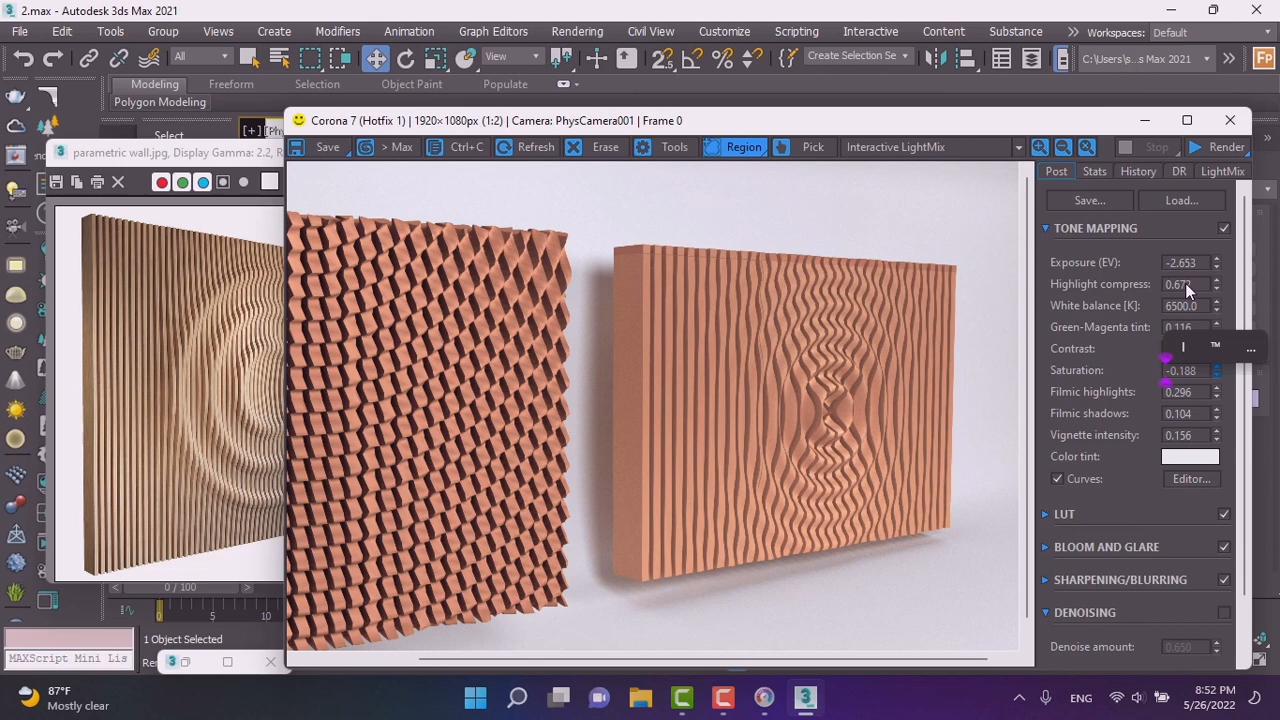 2.max - Autodesk 3ds Max 2021
File Edit Tools Group Views Create Modifiers Animation Graph Editors Rendering Civil View Customize Scripting Interactive Content Substance Workspaces: Default
All View Create Selection Se C:\Users\s...s Max 2021
Modeling Freeform Selection Object Paint Populate
Polygon Modeling
Select
Corona 7 (Hotfix 1) | 1920×1080px (1:2) | Camera: PhysCamera001 | Frame 0
parametric wall.jpg, Display Gamma: 2.2, R
Save > Max Ctrl+C Refresh Erase Tools Region Pick Interactive LightMix Stop Render
Post Stats History DR LightMix
Save... Load...
TONE MAPPING
Exposure (EV): -2.653
Highlight compress:
White balance [K]: 6500.0
Green-Magenta tint: 0.116
Contrast:
Saturation: -0.188
Filmic highlights: 0.296
Filmic shadows: 0.104
Vignette intensity: 0.156
Color tint:
Curves: Editor...
LUT
BLOOM AND GLARE
SHARPENING/BLURRING
DENOISING
Denoise amount: 0.650
0 / 100
0 5 10
1 Object Selected
MAXScript Mini Lis
87°F
Mostly clear
ENG
8:52 PM
5/26/2022